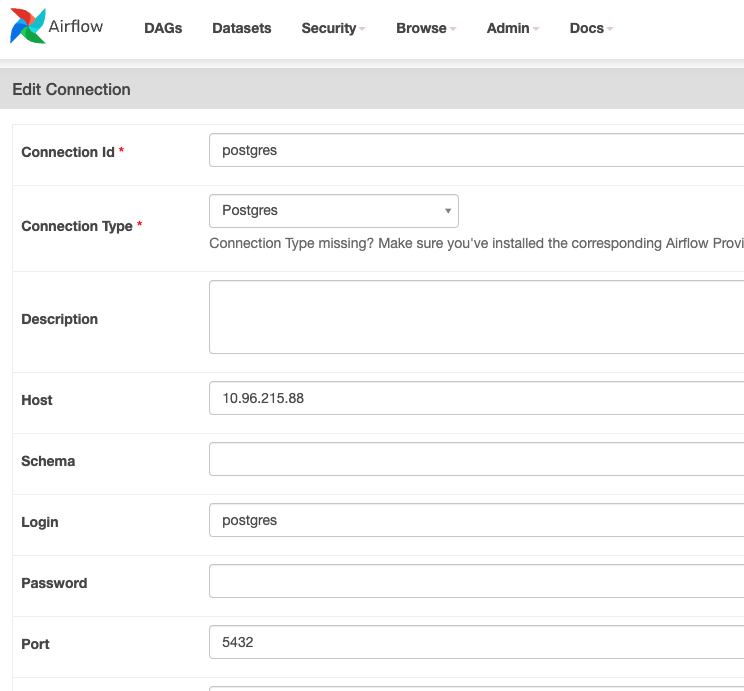 Airflow DAGs Datasets Security Browse Admin Docs
Edit Connection
Connection Id * postgres
Connection Type * Postgres
Connection Type missing? Make sure you've installed the corresponding Airflow Provi
Description
Host 10.96.215.88
Schema
Login postgres
Password
Port 5432